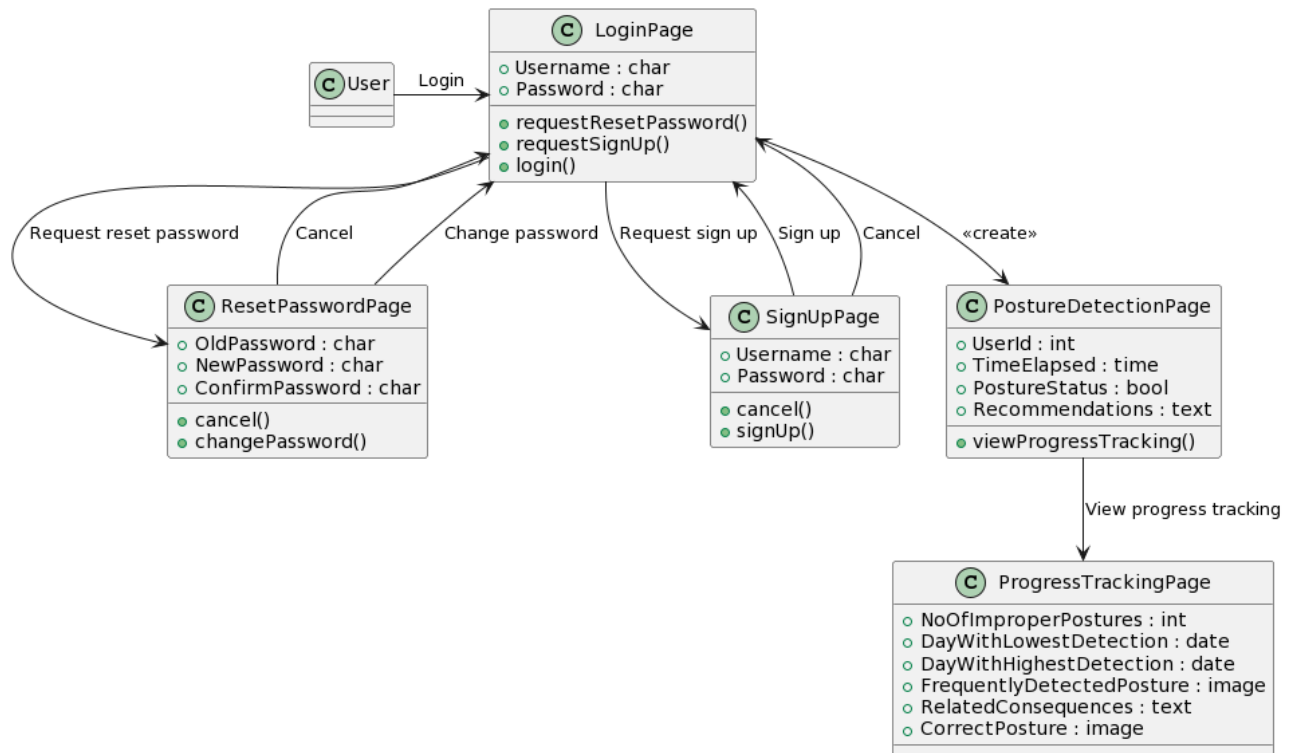 C LoginPage
Username : char
Password : char
requestResetPassword()
requestSignUp()
login()
C User
Login
Request reset password
Cancel
Change password
Request sign up
Sign up
Cancel
«create»
C ResetPasswordPage
OldPassword : char
NewPassword : char
ConfirmPassword : char
cancel()
changePassword()
C SignUpPage
Username : char
Password : char
cancel()
signUp()
C PostureDetectionPage
UserId : int
TimeElapsed : time
PostureStatus : bool
Recommendations : text
viewProgressTracking()
View progress tracking
C ProgressTrackingPage
NoOfImproperPostures : int
DayWithLowestDetection : date
DayWithHighestDetection : date
FrequentlyDetectedPosture : image
RelatedConsequences : text
CorrectPosture : image